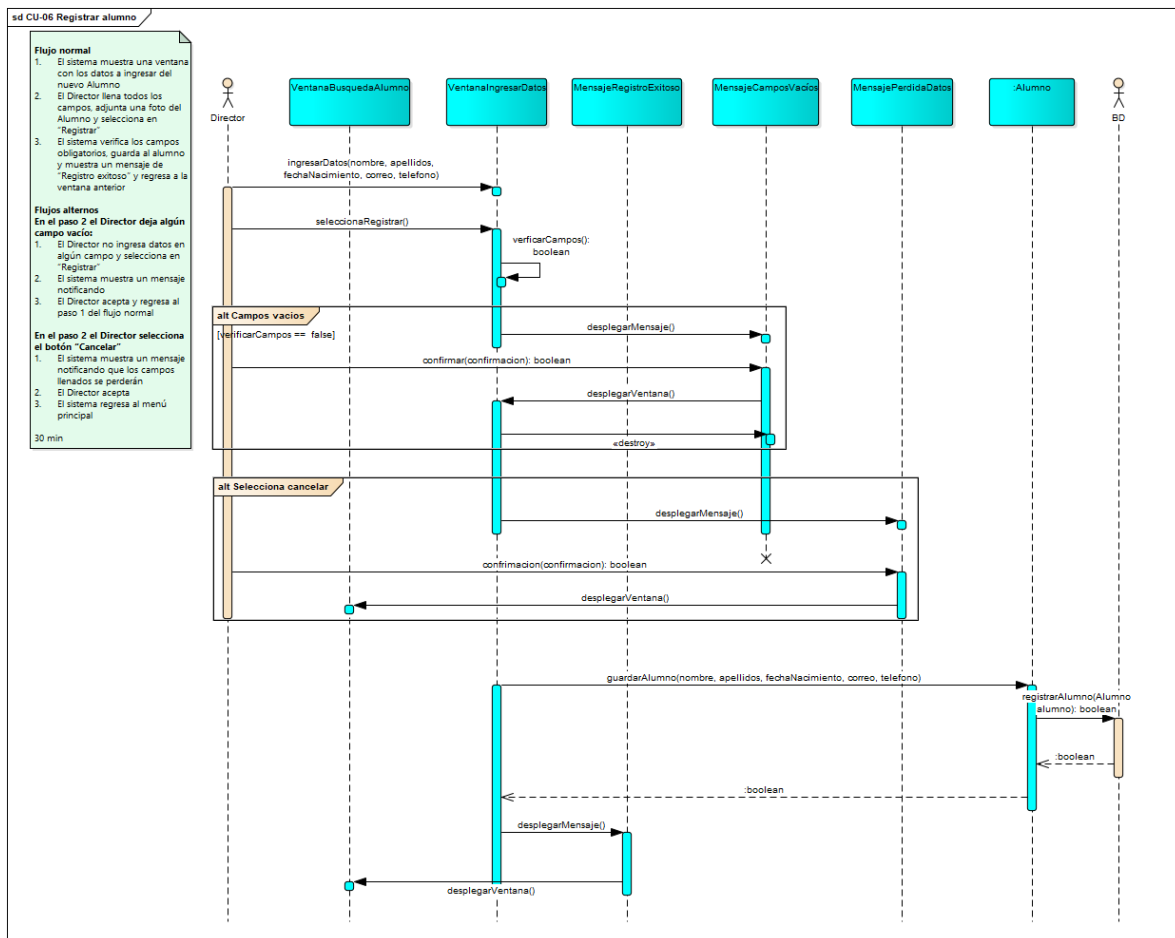 sd CU-06 Registrar alumno
Flujo normal
1. El sistema muestra una ventana
con los datos a ingresar del
nuevo Alumno
2. El Director llena todos los
campos, adjunta una foto del
Alumno y selecciona en
"Registrar"
3. El sistema verifica los campos
obligatorios, guarda al alumno
y muestra un mensaje de
"Registro exitoso" y regresa a la
ventana anterior
Flujos alternos
En el paso 2 el Director deja algún
campo vacío:
1. El Director no ingresa datos en
algún campo y selecciona en
"Registrar"
2. El sistema muestra un mensaje
notificando
3. El Director acepta y regresa al
paso 1 del flujo normal
En el paso 2 el Director selecciona
el botón "Cancelar"
1. El sistema muestra un mensaje
notificando que los campos
llenados se perderán
2. El Director acepta
3. El sistema regresa al menú
principal
30 min
Director
VentanaBusquedaAlumno
VentanaIngresarDatos
MensajeRegistroExitoso
MensajeCamposVacios
MensajePerdidaDatos
:Alumno
BD
ingresarDatos(nombre, apellidos,
fechaNacimiento, correo, telefono)
seleccionaRegistrar()
verficarCampos():
boolean
alt Campos vacios
[verificarCampos == false]
desplegarMensaje()
confirmar(confirmacion): boolean
desplegarVentana()
«destroy»
alt Selecciona cancelar
desplegarMensaje()
confrimacion(confirmacion): boolean
desplegarVentana()
guardarAlumno(nombre, apellidos, fechaNacimiento, correo, telefono)
registrarAlumno(Alumno
alumno): boolean
:boolean
:boolean
desplegarMensaje()
desplegarVentana()